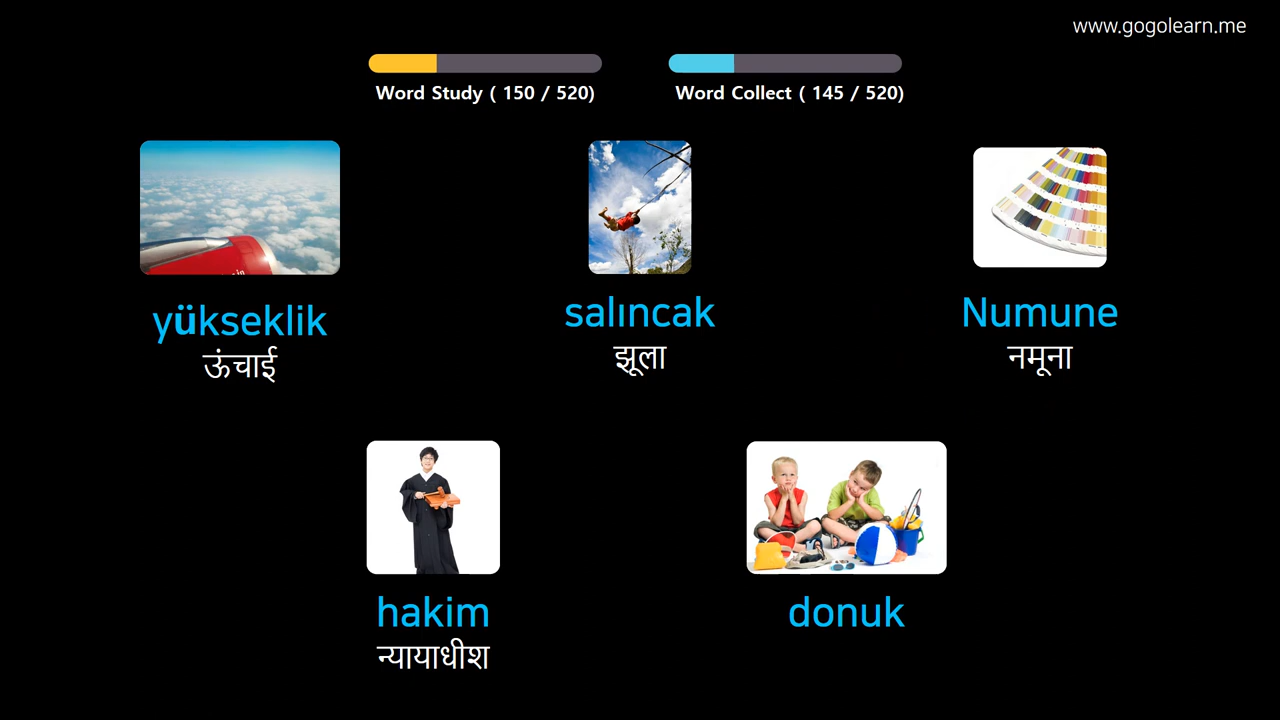 www.gogolearn.me
Word Study ( 150 / 520)
Word Collect ( 145 / 520)
yükseklik
ऊंचाई
salıncak
झूला
Numune
नमूना
hakim
न्यायाधीश
donuk